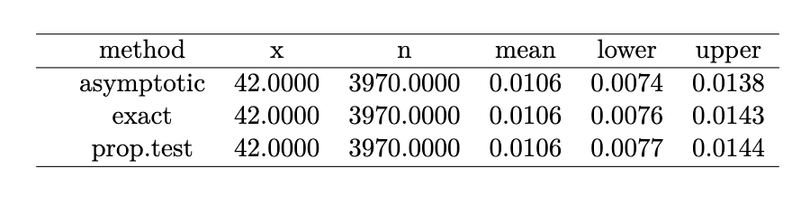 method x n mean lower upper
asymptotic 42.0000 3970.0000 0.0106 0.0074 0.0138
exact 42.0000 3970.0000 0.0106 0.0076 0.0143
prop.test 42.0000 3970.0000 0.0106 0.0077 0.0144